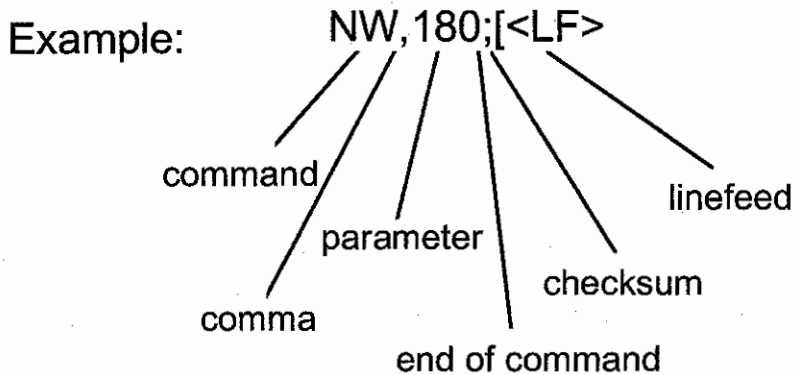 Example: NW,180;[<LF>
command
linefeed
parameter
checksum
comma
end of command